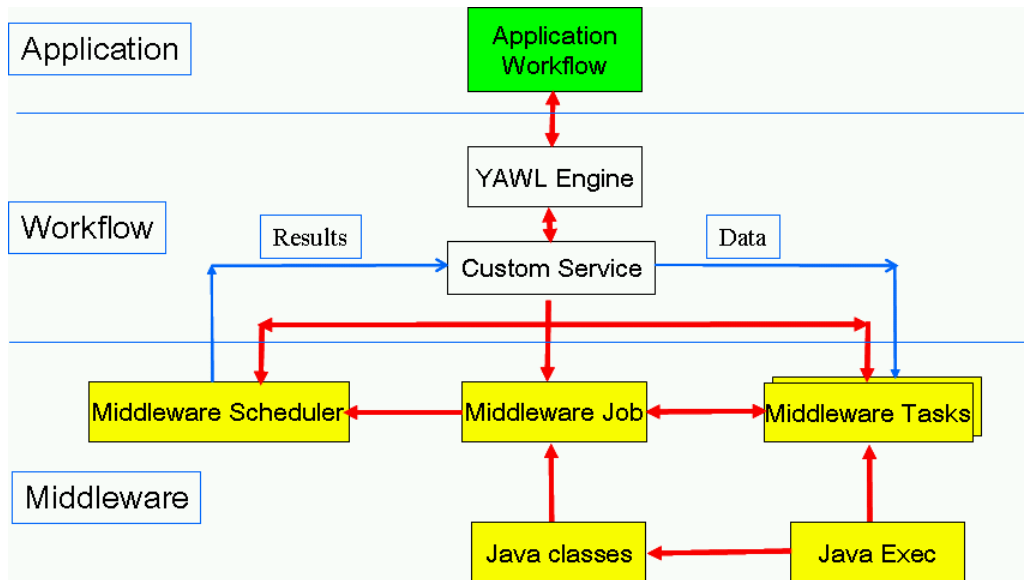 Application
Application
Workflow
YAWL Engine
Workflow
Results
Data
Custom Service
Middleware Scheduler
Middleware Job
Middleware Tasks
Middleware
Java classes
Java Exec